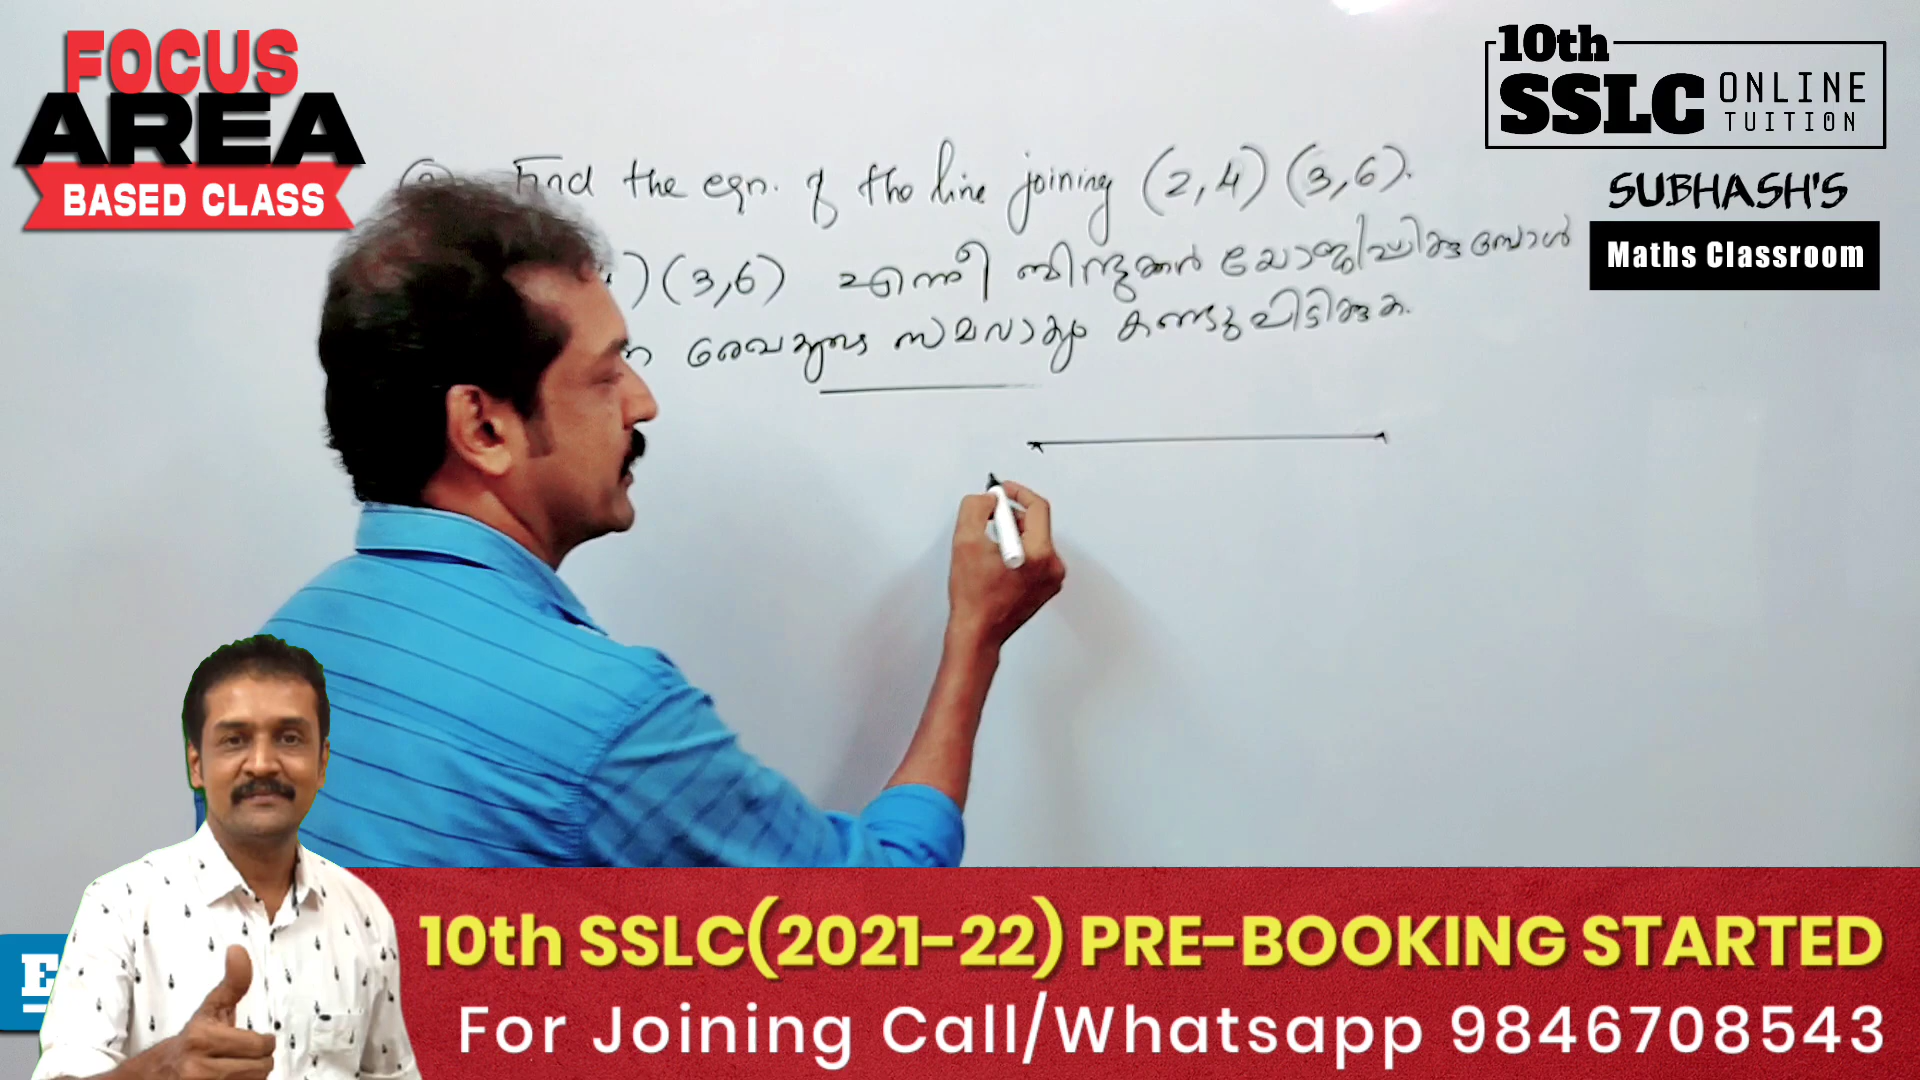 FOCUS
AREA
BASED CLASS
10th
SSLC ONLINE
TUITION
SUBHASH'S
Maths Classroom
Find the eqn. of the line joining (2,4) (3,6).
) (3,6) എന്നീ ബിന്ദുക്കൾ യോജിപ്പിക്കുമ്പോൾ
രേഖയുടെ സമവാക്യം കണ്ടുപിടിക്കുക.
E
10th SSLC(2021-22) PRE-BOOKING STARTED
For Joining Call/Whatsapp 9846708543